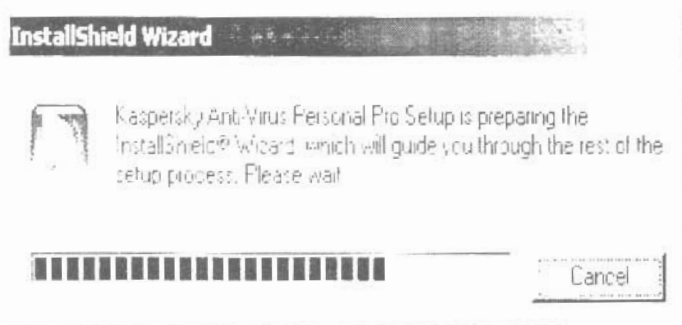 InstallShield Wizard
Kaspersky Anti-Virus Personal Pro Setup is preparing the
InstallShield® Wizard, which will guide you through the rest of the
setup process. Please wait.
Cancel